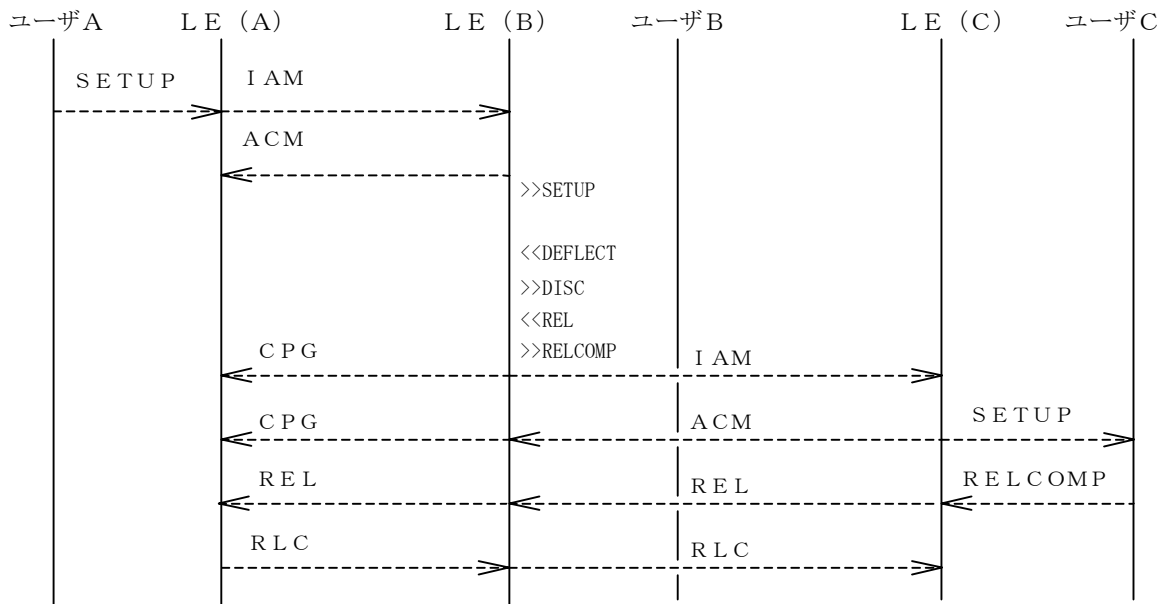 ユーザA　ＬＥ（Ａ）　ＬＥ（Ｂ）　ユーザB　ＬＥ（Ｃ）　ユーザC
ＳＥＴＵＰ　ＩＡＭ
ＡＣＭ
>>SETUP
<<DEFLECT
>>DISC
<<REL
>>RELCOMP
ＣＰＧ　ＩＡＭ
ＣＰＧ　ＡＣＭ　ＳＥＴＵＰ
ＲＥＬ　ＲＥＬ　ＲＥＬＣＯＭＰ
ＲＬＣ　ＲＬＣ